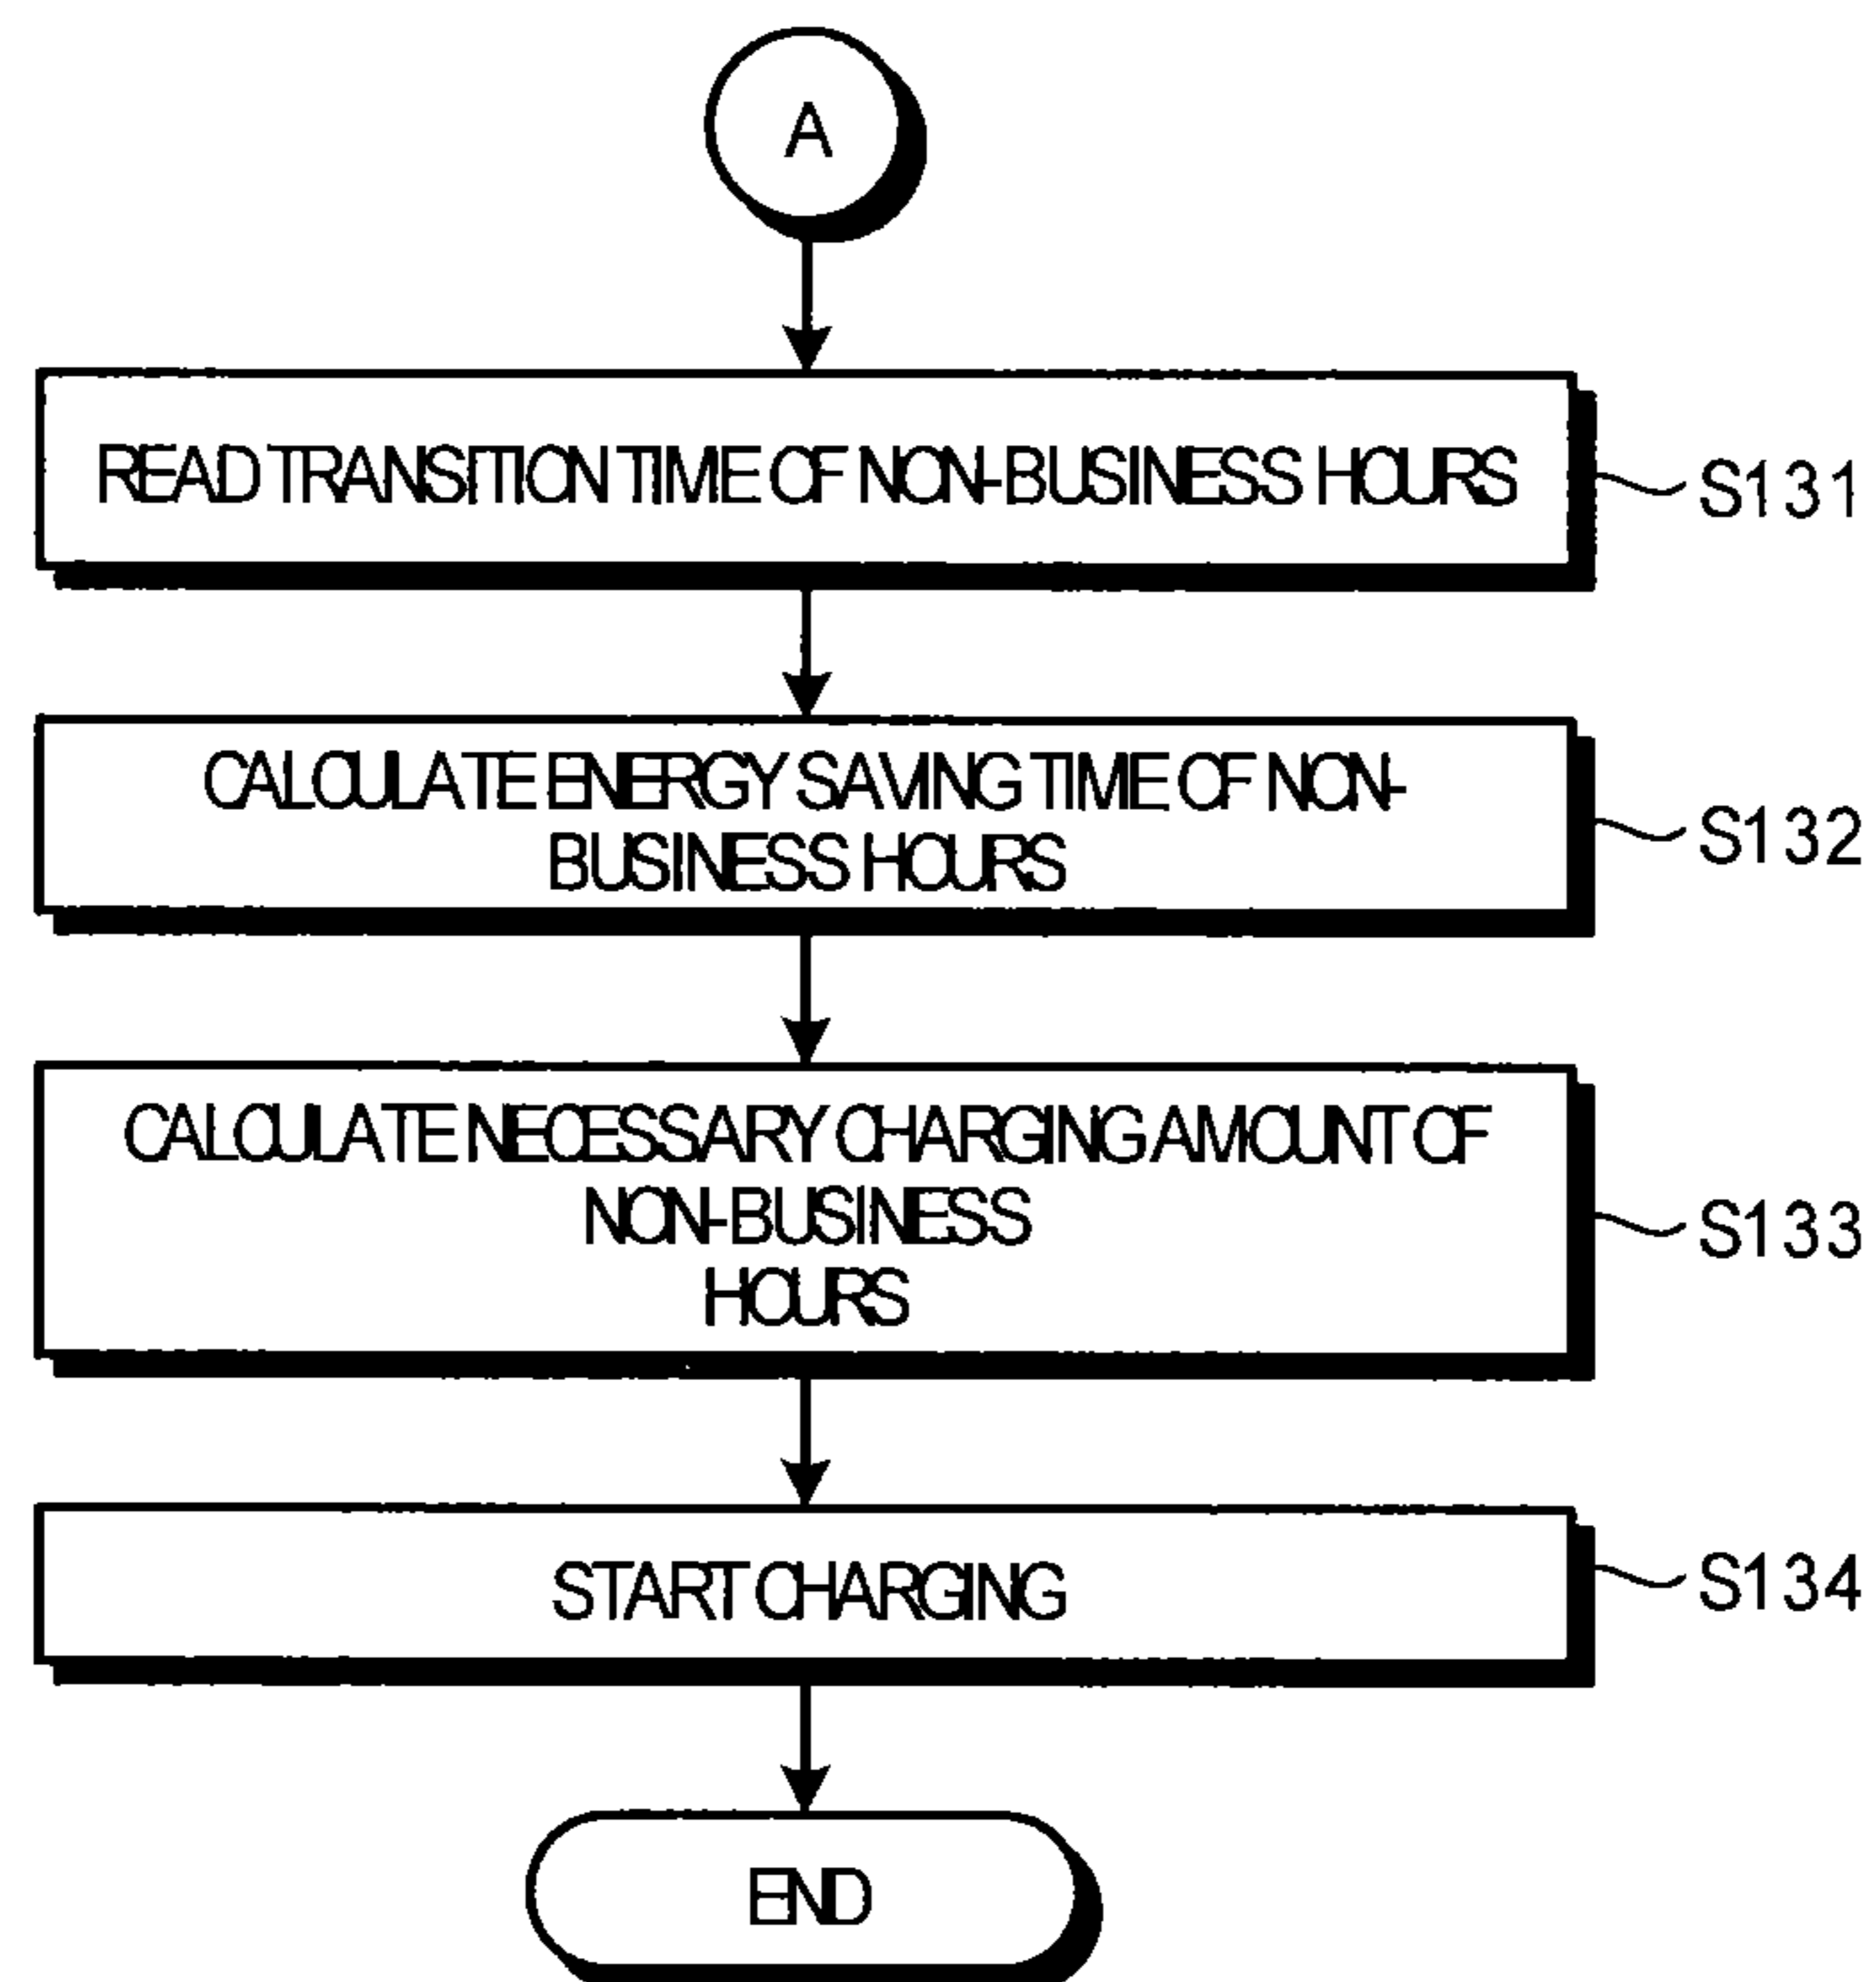 A
READ TRANSITION TIME OF NON-BUSINESS HOURS
S131
CALCULATE ENERGY SAVING TIME OF NON-
BUSINESS HOURS
S132
CALCULATE NECESSARY CHARGING AMOUNT OF
NON-BUSINESS
HOURS
S133
START CHARGING
S134
END